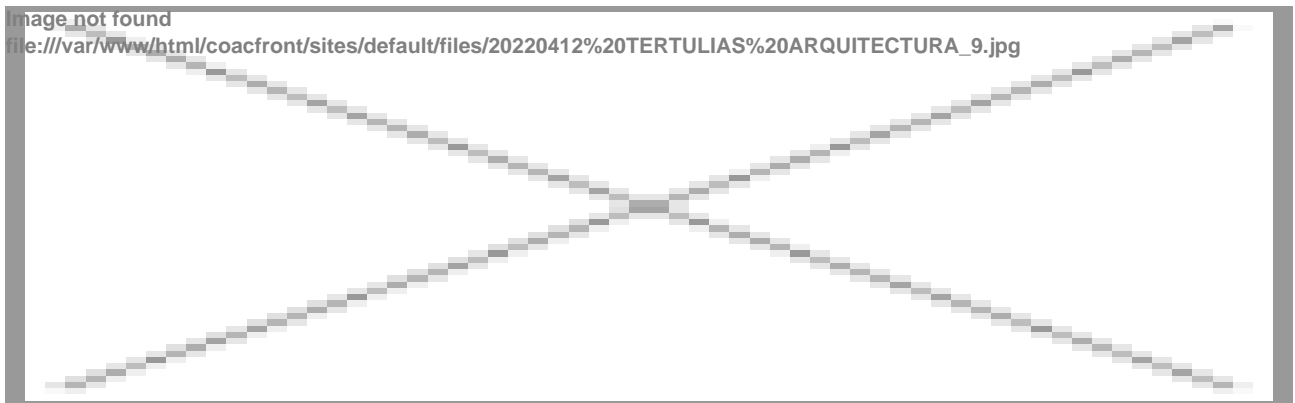 Image not found
file:///var/www/html/coacfront/sites/default/files/20220412%20TERTULIAS%20ARQUITECTURA_9.jpg